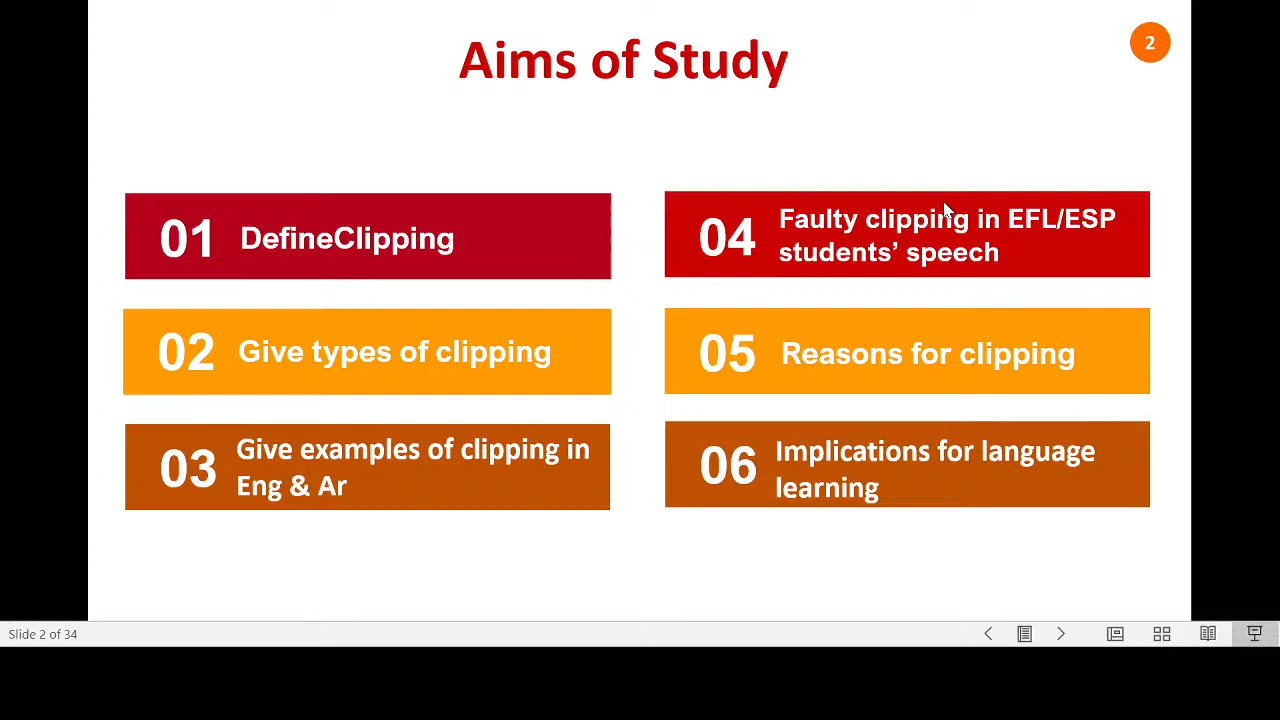 Aims of Study
2
01 DefineClipping
02 Give types of clipping
03 Give examples of clipping in
Eng & Ar
04 Faulty clipping in EFL/ESP
students’ speech
05 Reasons for clipping
06 Implications for language
learning
Slide 2 of 34